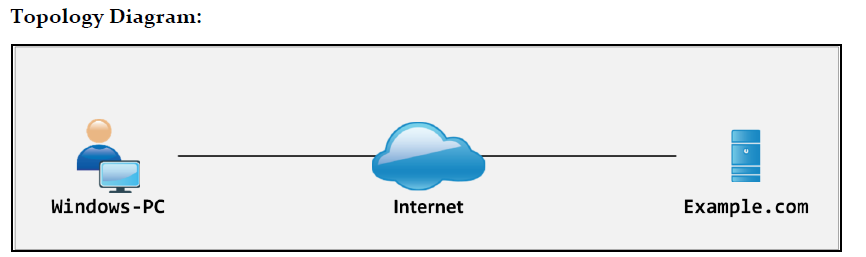 Topology Diagram:
Windows-PC
Internet
Example.com